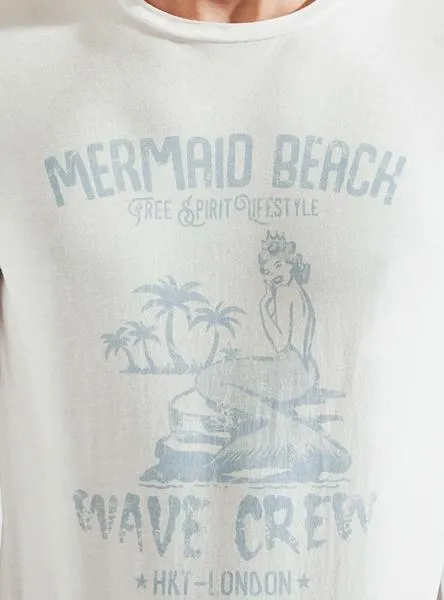 MERMAID BEACH
FREE SPIRIT LIFESTYLE
WAVE CREW
★ HKT-LONDON ★